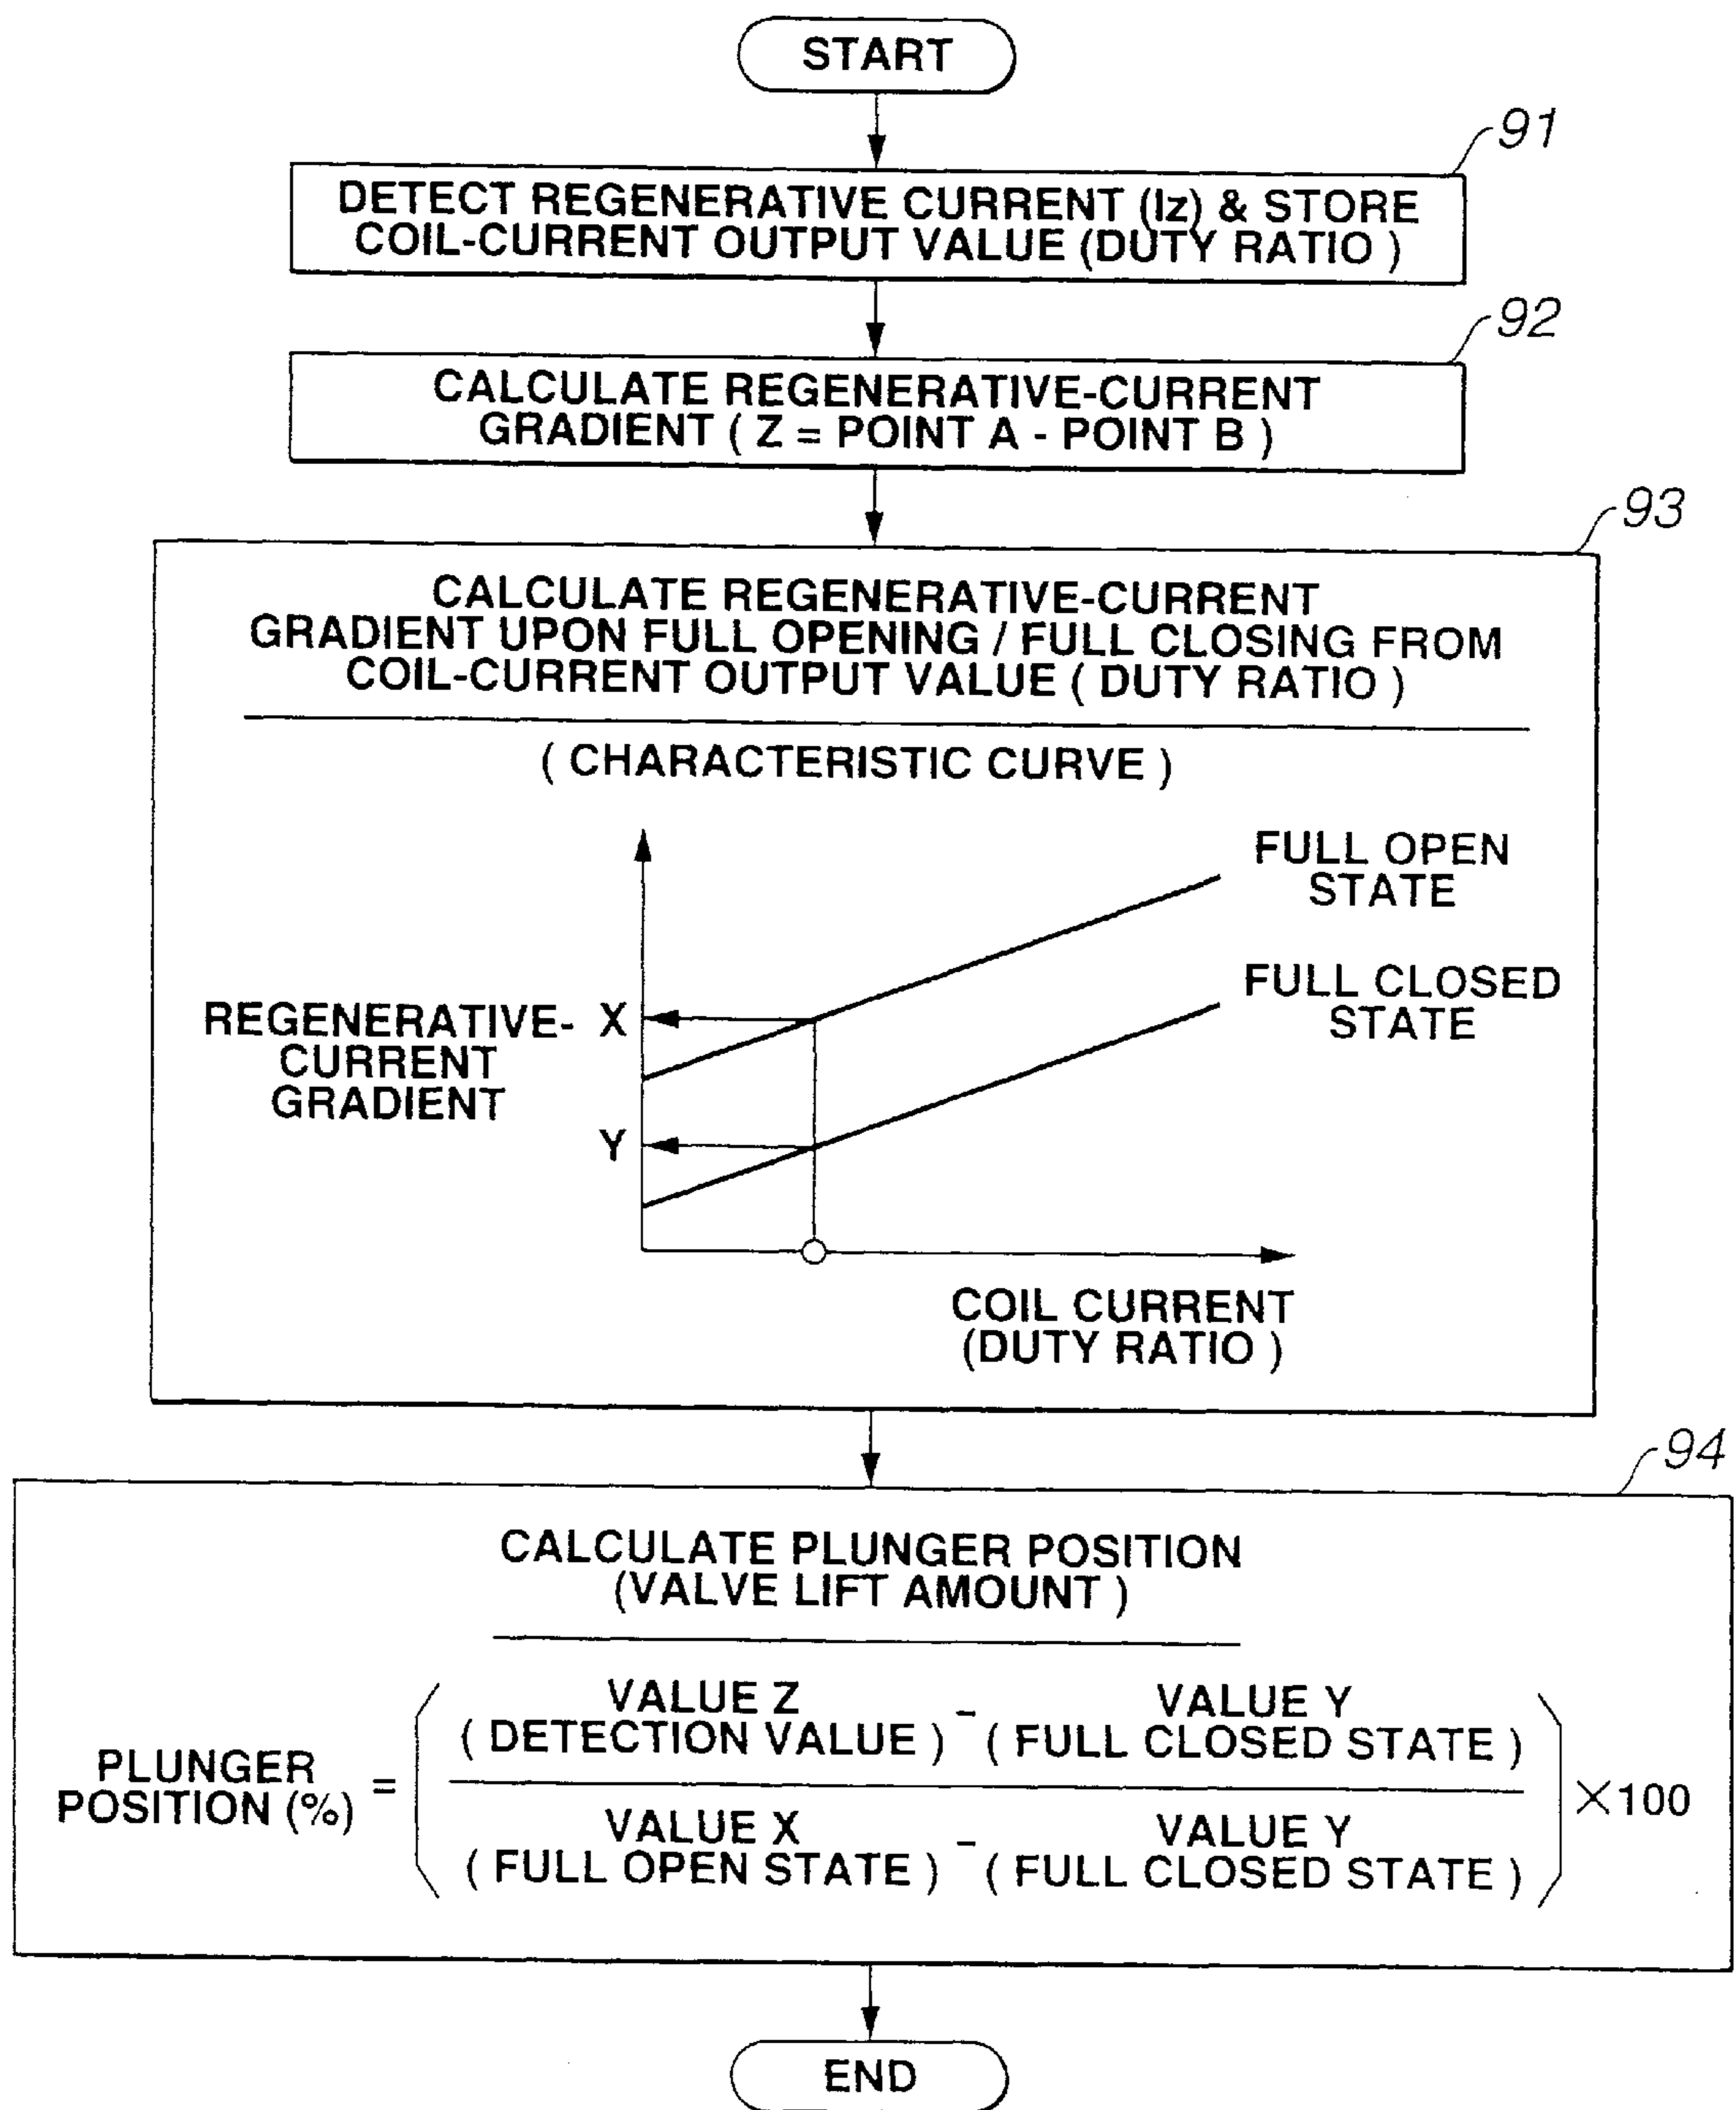 START
91
DETECT REGENERATIVE CURRENT (Iz) & STORE
COIL-CURRENT OUTPUT VALUE (DUTY RATIO )
92
CALCULATE REGENERATIVE-CURRENT
GRADIENT ( Z = POINT A - POINT B )
93
CALCULATE REGENERATIVE-CURRENT
GRADIENT UPON FULL OPENING / FULL CLOSING FROM
COIL-CURRENT OUTPUT VALUE ( DUTY RATIO )
( CHARACTERISTIC CURVE )
FULL OPEN
STATE
FULL CLOSED
STATE
REGENERATIVE-
CURRENT
GRADIENT
X
Y
COIL CURRENT
(DUTY RATIO )
94
CALCULATE PLUNGER POSITION
(VALVE LIFT AMOUNT )
PLUNGER
POSITION (%) =
VALUE Z - VALUE Y
( DETECTION VALUE ) ( FULL CLOSED STATE )
VALUE X - VALUE Y
( FULL OPEN STATE ) ( FULL CLOSED STATE )
×100
END